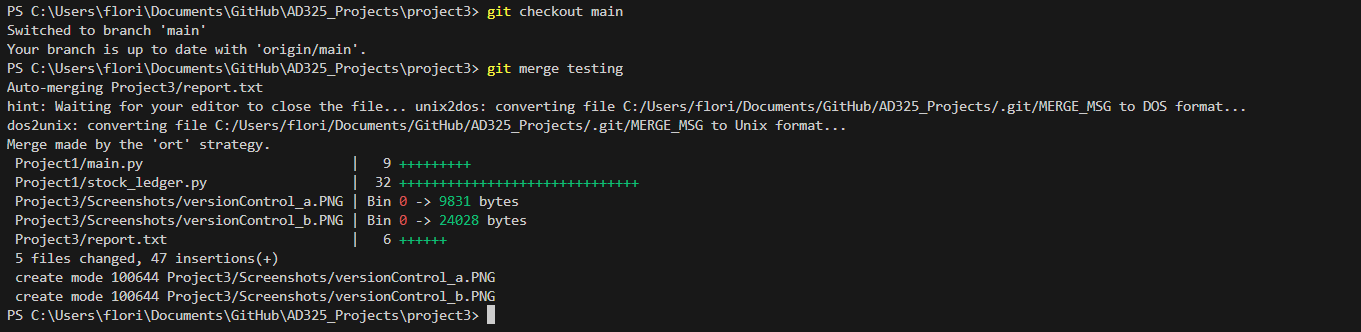 PS C:\Users\flori\Documents\GitHub\AD325_Projects\project3> git checkout main
Switched to branch 'main'
Your branch is up to date with 'origin/main'.
PS C:\Users\flori\Documents\GitHub\AD325_Projects\project3> git merge testing
Auto-merging Project3/report.txt
hint: Waiting for your editor to close the file... unix2dos: converting file C:/Users/flori/Documents/GitHub/AD325_Projects/.git/MERGE_MSG to DOS format...
dos2unix: converting file C:/Users/flori/Documents/GitHub/AD325_Projects/.git/MERGE_MSG to Unix format...
Merge made by the 'ort' strategy.
 Project1/main.py                          |   9 +++++++++
 Project1/stock_ledger.py                  |  32 ++++++++++++++++++++++++++++++
 Project3/Screenshots/versionControl_a.PNG | Bin 0 -> 9831 bytes
 Project3/Screenshots/versionControl_b.PNG | Bin 0 -> 24028 bytes
 Project3/report.txt                       |   6 ++++++
 5 files changed, 47 insertions(+)
 create mode 100644 Project3/Screenshots/versionControl_a.PNG
 create mode 100644 Project3/Screenshots/versionControl_b.PNG
PS C:\Users\flori\Documents\GitHub\AD325_Projects\project3>